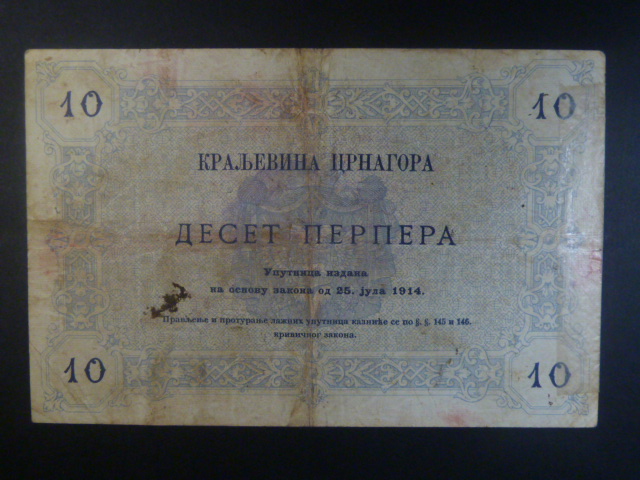 10 10
КРАЉЕВИНА ЦРНАГОРА
ДЕСЕТ ПЕРПЕРА
Упутница издана
на основу закона од 25. јула 1914.
Прављење и протурање лажних упутница казниће се по §. §. 145 и 146.
кривичног закона.
10 10